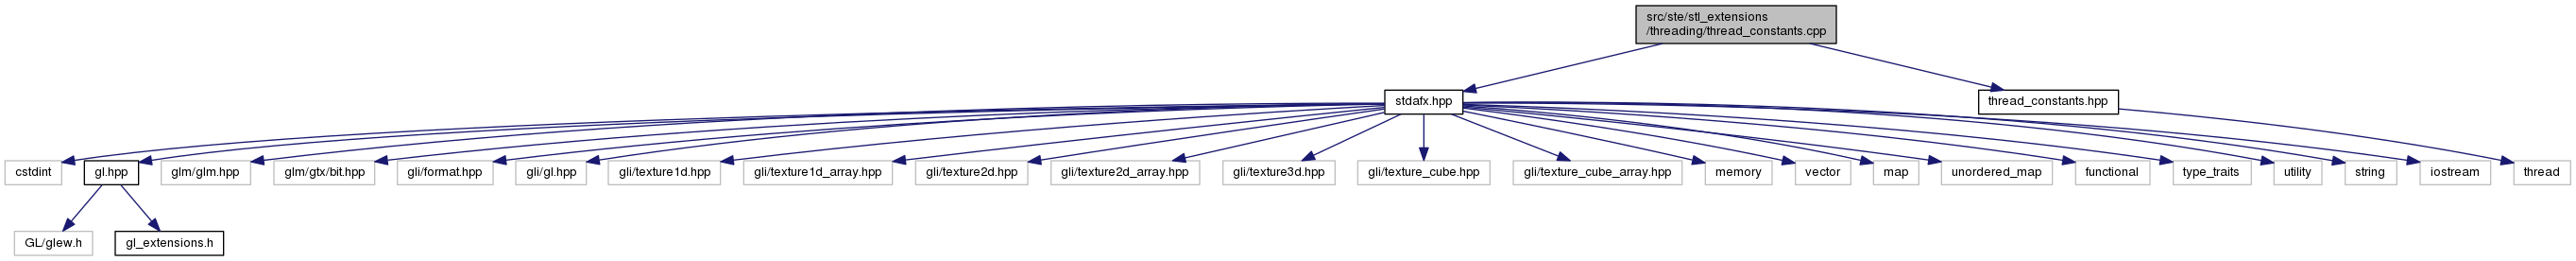 src/ste/stl_extensions
/threading/thread_constants.cpp
stdafx.hpp
thread_constants.hpp
cstdint
gl.hpp
glm/glm.hpp
glm/gtx/bit.hpp
gli/format.hpp
gli/gl.hpp
gli/texture1d.hpp
gli/texture1d_array.hpp
gli/texture2d.hpp
gli/texture2d_array.hpp
gli/texture3d.hpp
gli/texture_cube.hpp
gli/texture_cube_array.hpp
memory
vector
map
unordered_map
functional
type_traits
utility
string
iostream
thread
GL/glew.h
gl_extensions.h